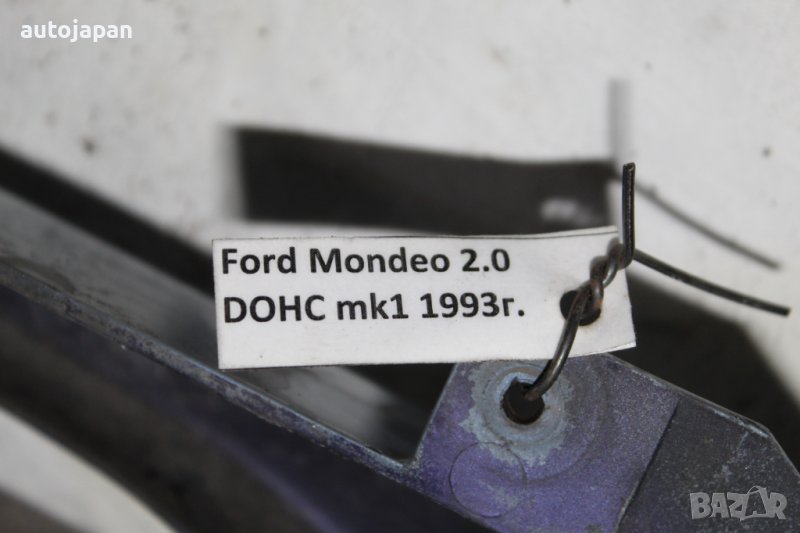 autojapan
Ford Mondeo 2.0
DOHC mk1 1993г.
BAZAR